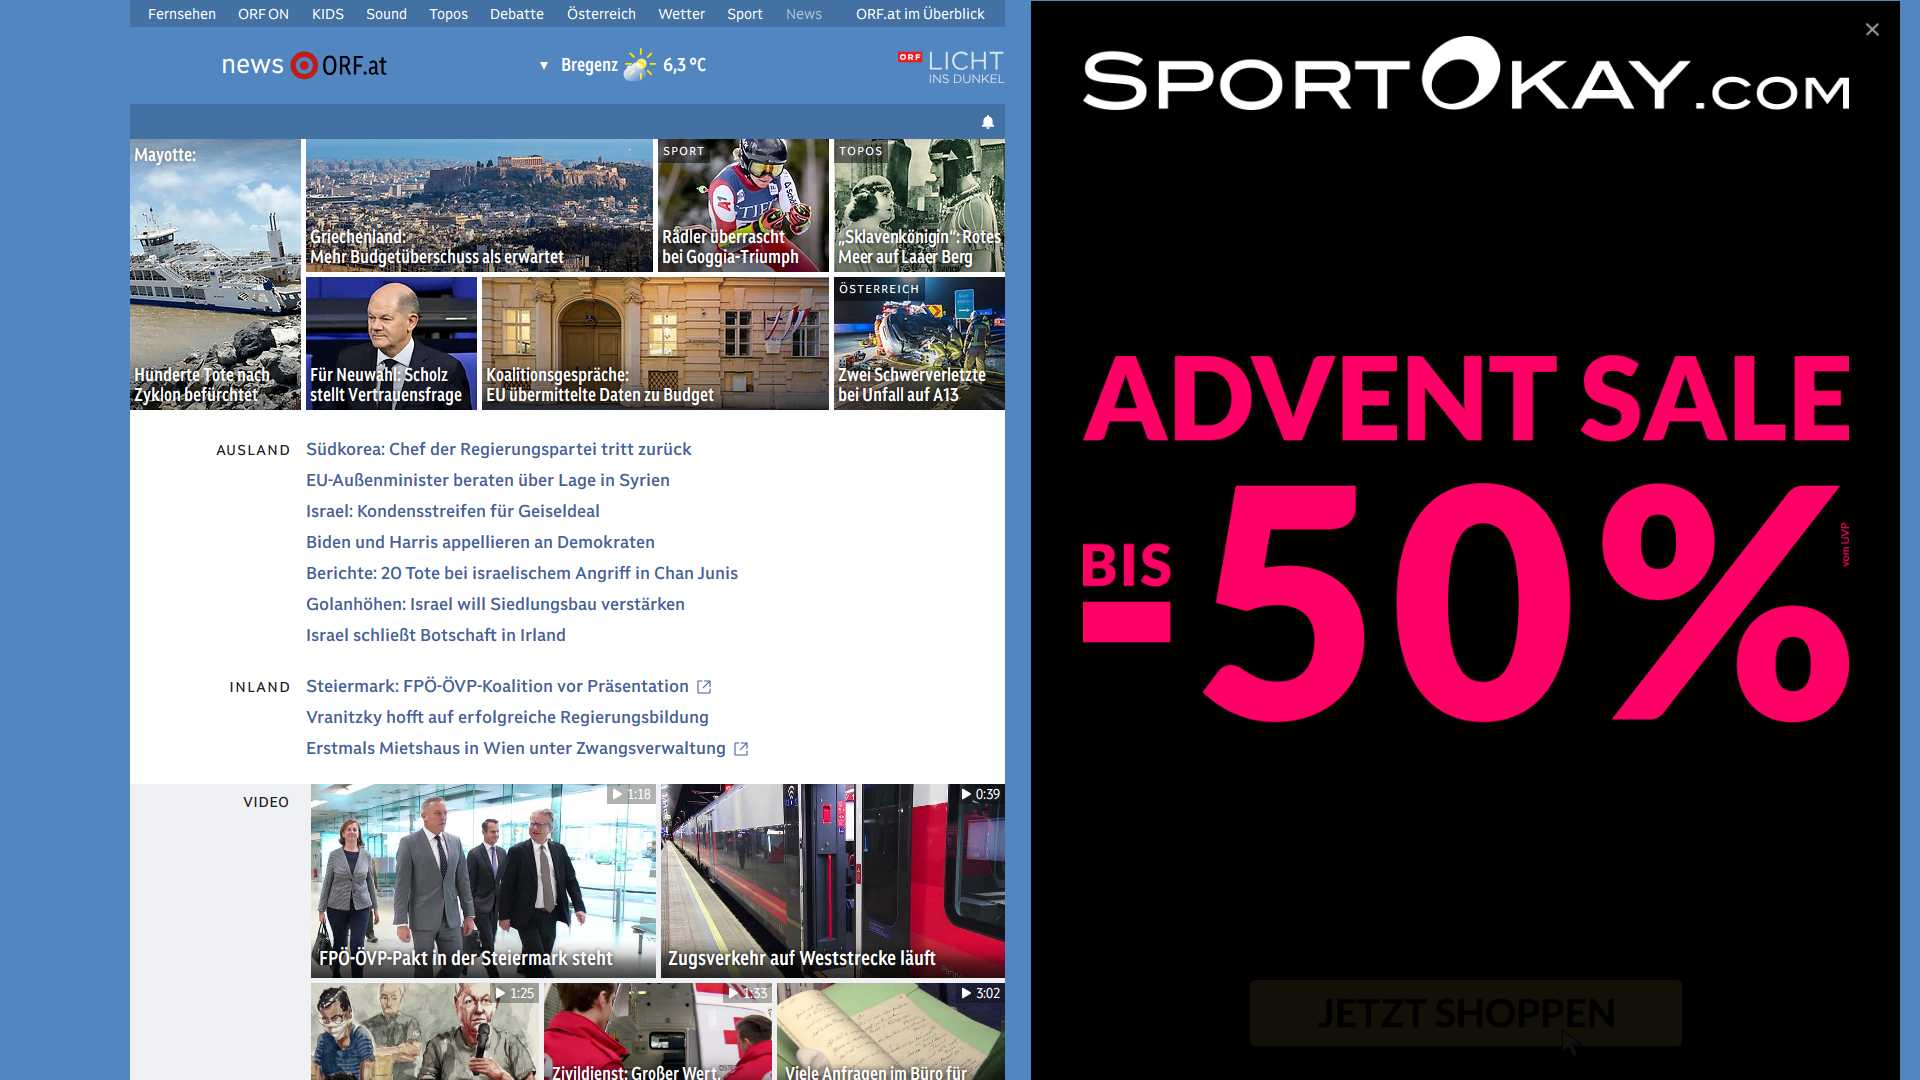 Fernsehen ORF ON KIDS Sound Topos Debatte Österreich Wetter Sport News ORF.at im Überblick
news ORF.at
▼ Bregenz 6,3 °C
ORF LICHT
INS DUNKEL
Mayotte:
Hunderte Tote nach
Zyklon befürchtet
Griechenland:
Mehr Budgetüberschuss als erwartet
SPORT
Rädler überrascht
bei Goggia-Triumph
TOPOS
„Sklavenkönigin“: Rotes
Meer auf Laaer Berg
Für Neuwahl: Scholz
stellt Vertrauensfrage
Koalitionsgespräche:
EU übermittelte Daten zu Budget
ÖSTERREICH
Zwei Schwerverletzte
bei Unfall auf A13
AUSLAND
Südkorea: Chef der Regierungspartei tritt zurück
EU-Außenminister beraten über Lage in Syrien
Israel: Kondensstreifen für Geiseldeal
Biden und Harris appellieren an Demokraten
Berichte: 20 Tote bei israelischem Angriff in Chan Junis
Golanhöhen: Israel will Siedlungsbau verstärken
Israel schließt Botschaft in Irland
INLAND
Steiermark: FPÖ-ÖVP-Koalition vor Präsentation
Vranitzky hofft auf erfolgreiche Regierungsbildung
Erstmals Mietshaus in Wien unter Zwangsverwaltung
VIDEO
1:18
FPÖ-ÖVP-Pakt in der Steiermark steht
0:39
Zugsverkehr auf Weststrecke läuft
1:25
1:33
Zivildienst: Großer Wert,
3:02
Viele Anfragen im Büro für
SPORTOKAY.COM
ADVENT SALE
BIS
-50%
vom UVP
JETZT SHOPPEN